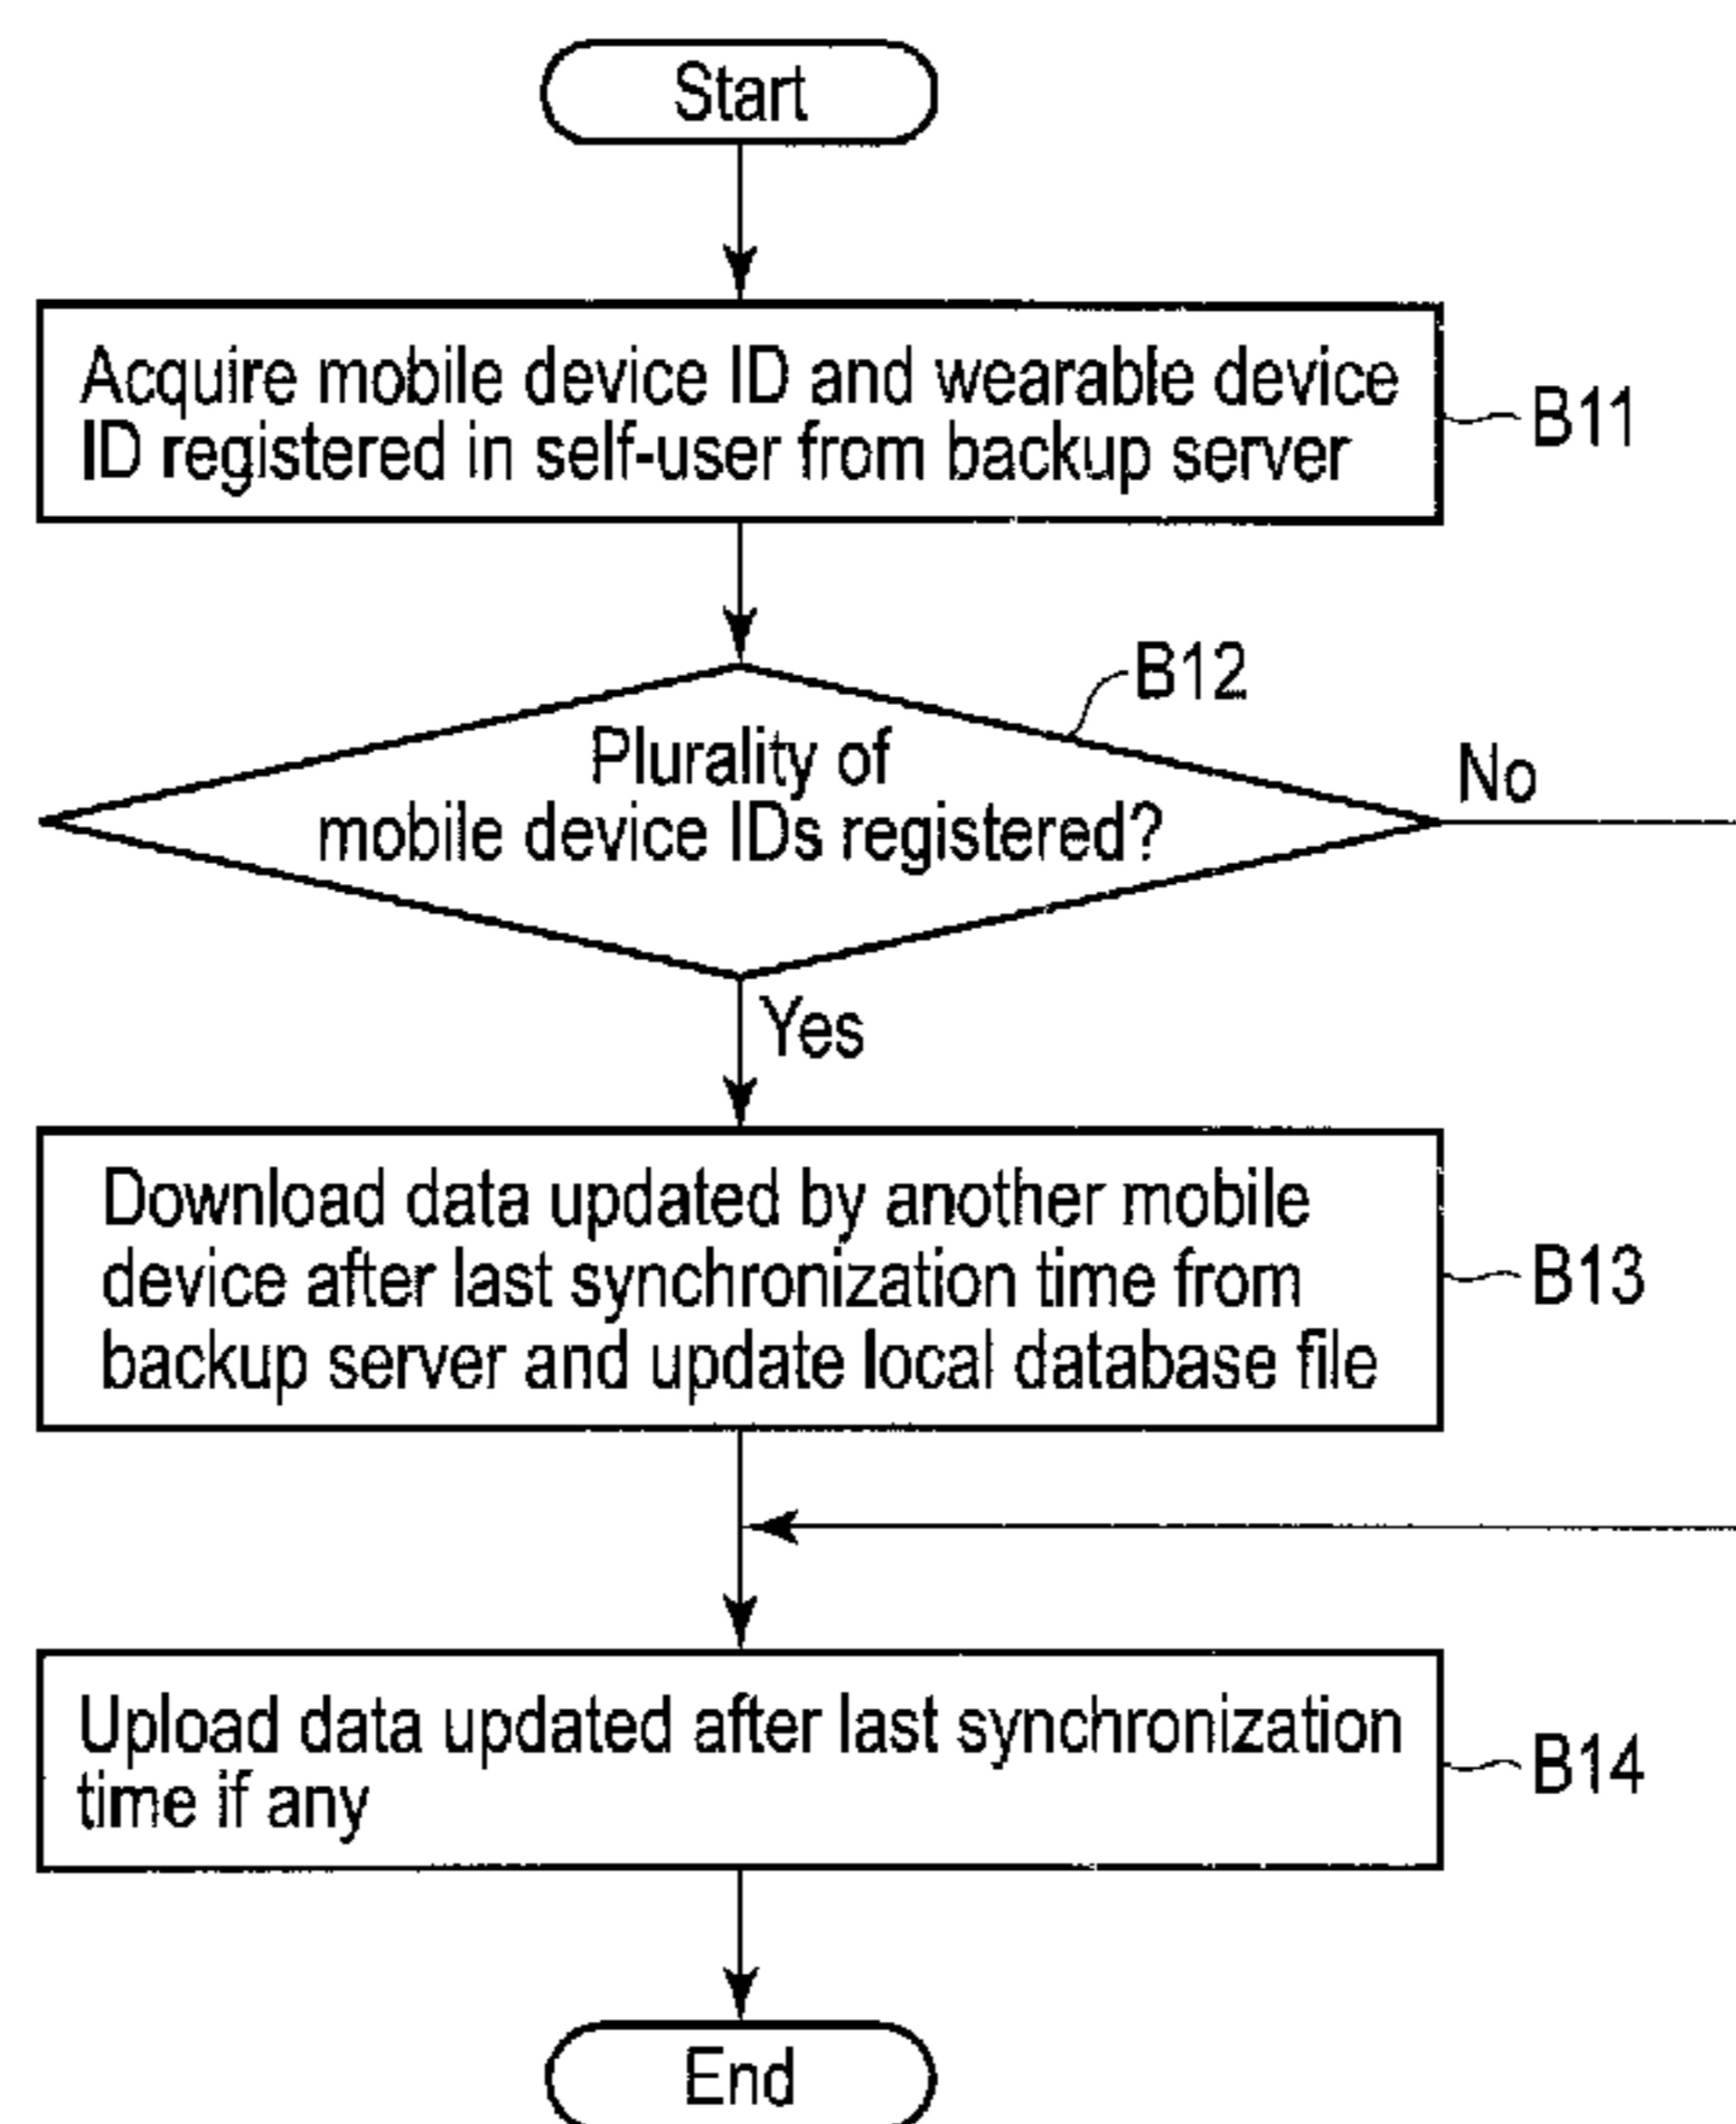 Start
Acquire mobile device ID and wearable device
ID registered in self-user from backup server
B11
B12
Plurality of
mobile device IDs registered?
No
Yes
Download data updated by another mobile
device after last synchronization time from
backup server and update local database file
B13
Upload data updated after last synchronization
time if any
B14
End